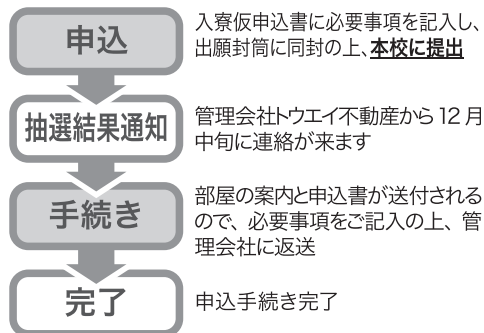 申込
入寮仮申込書に必要事項を記入し、
出願封筒に同封の上、本校に提出
抽選結果通知
管理会社トウエイ不動産から12月
中旬に連絡が来ます
手続き
部屋の案内と申込書が送付される
ので、必要事項をご記入の上、管
理会社に返送
完了
申込手続き完了